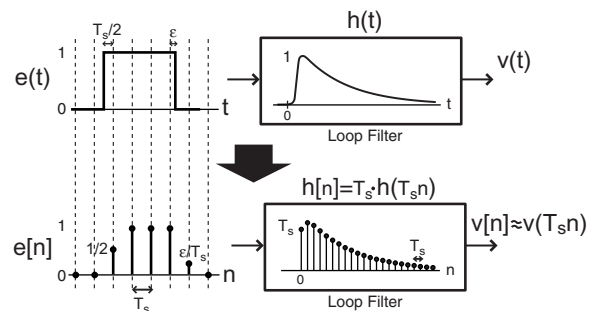 h(t)
Ts/2
ε
1
e(t)
0
t
1
0
t
v(t)
Loop Filter
h[n]=Ts·h(Tsn)
1
1/2
e[n]
0
ε/Ts
n
Ts
Ts
Ts
0
n
v[n]≈v(Tsn)
Loop Filter